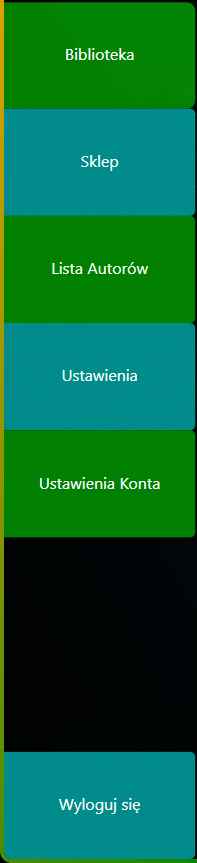 Biblioteka
Sklep
Lista Autorów
Ustawienia
Ustawienia Konta
Wyloguj się